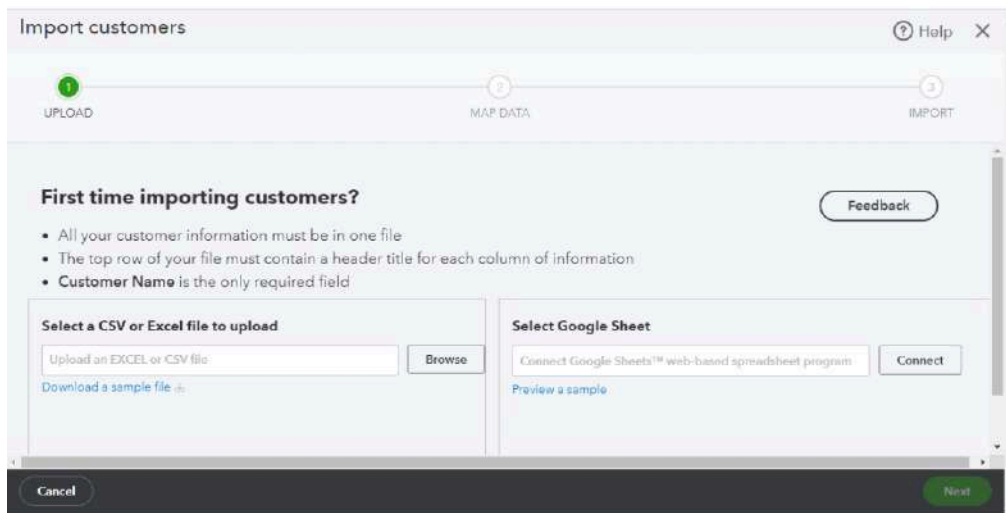 Import customers
? Help ×
1
2
3
UPLOAD
MAP DATA
IMPORT
First time importing customers?
Feedback
• All your customer information must be in one file
• The top row of your file must contain a header title for each column of information
• Customer Name is the only required field
Select a CSV or Excel file to upload
Upload an EXCEL or CSV file
Browse
Download a sample file
Select Google Sheet
Connect Google Sheets™ web-based spreadsheet program
Connect
Preview a sample
Cancel
Next